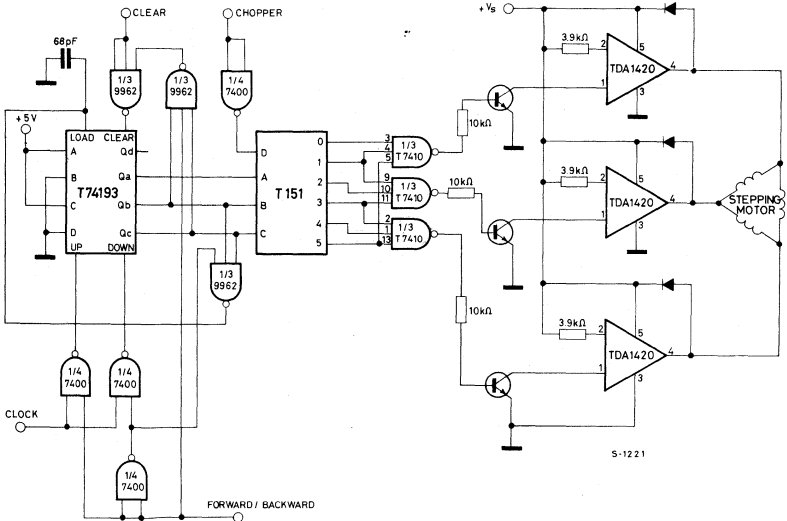 CLEAR
CHOPPER
+Vs
68pF
1/3
9962
1/3
9962
1/4
7400
3.9kΩ
2
5
TDA1420
4
1
3
10kΩ
+5V
LOAD CLEAR
A
Qd
B
Qa
T74193
C
Qb
D
Qc
UP DOWN
D
A
T151
B
C
0
1
2
3
4
5
3
4
5
1/3
T7410
9
10
11
1/3
T7410
2
1
13
1/3
T7410
10kΩ
3.9kΩ
2
5
TDA1420
4
1
3
STEPPING
MOTOR
1/3
9962
10kΩ
3.9kΩ
2
5
TDA1420
4
1
3
1/4
7400
1/4
7400
CLOCK
1/4
7400
FORWARD / BACKWARD
S-1221